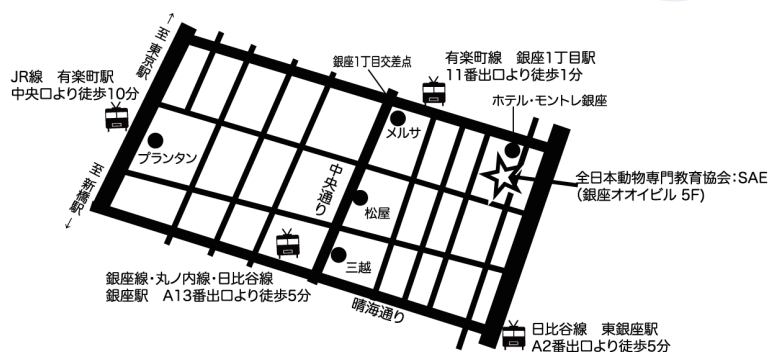 ←至 東京駅
JR線　有楽町駅
中央口より徒歩10分
銀座1丁目交差点
有楽町線　銀座1丁目駅
11番出口より徒歩1分
ホテル・モントレ銀座
メルサ
プランタン
全日本動物専門教育協会：SAE
（銀座オオイビル 5F）
至 新橋駅→
中央通り
松屋
三越
銀座線・丸ノ内線・日比谷線
銀座駅　A13番出口より徒歩5分
晴海通り
日比谷線　東銀座駅
A2番出口より徒歩5分